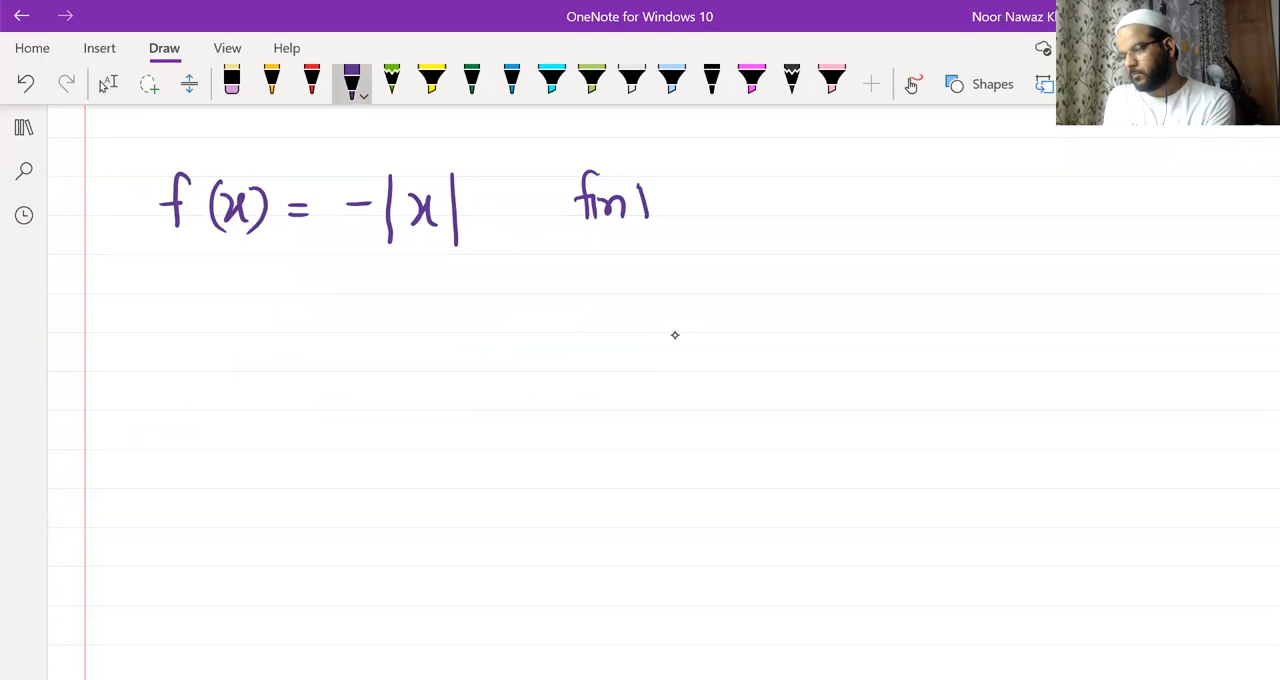 OneNote for Windows 10
Noor Nawaz K
Home Insert Draw View Help
Shapes
f(x) = -|x| fin